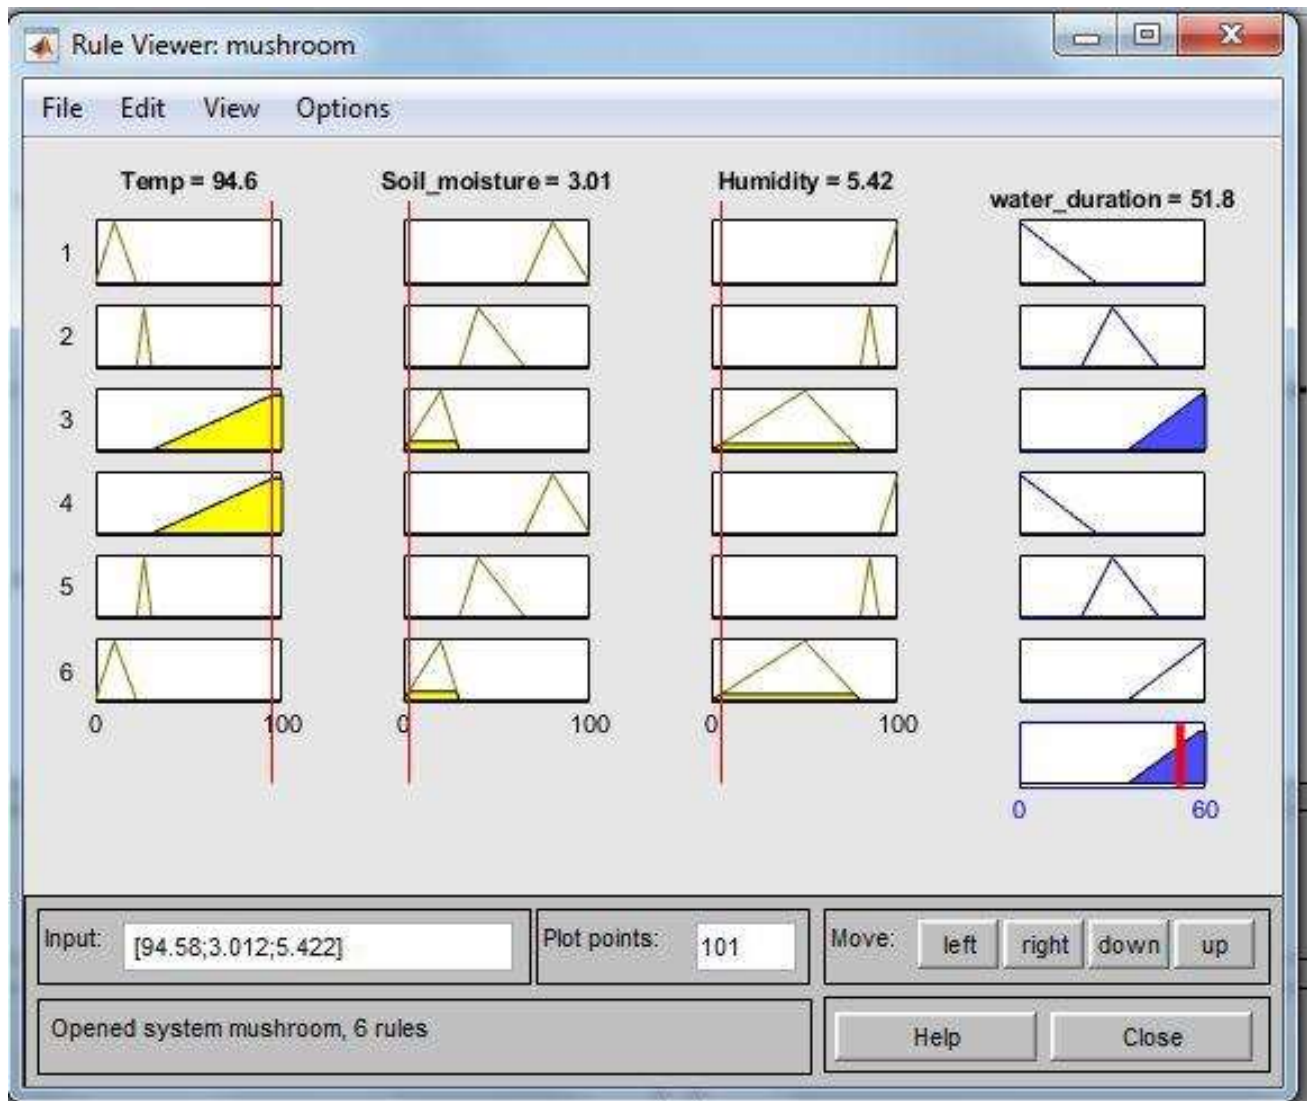 Rule Viewer: mushroom
File Edit View Options
Temp = 94.6 Soil_moisture = 3.01 Humidity = 5.42 water_duration = 51.8
1
2
3
4
5
6
0 100 0 100 0 100
0 60
Input: [94.58;3.012;5.422] Plot points: 101 Move: left right down up
Opened system mushroom, 6 rules Help Close